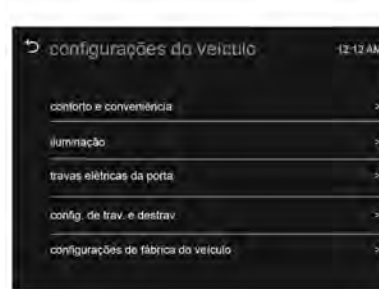 configurações do veículo 12:12 AM
conforto e conveniência >
iluminação >
travas elétricas da porta >
config. de trav. e destrav. >
configurações de fábrica do veículo >